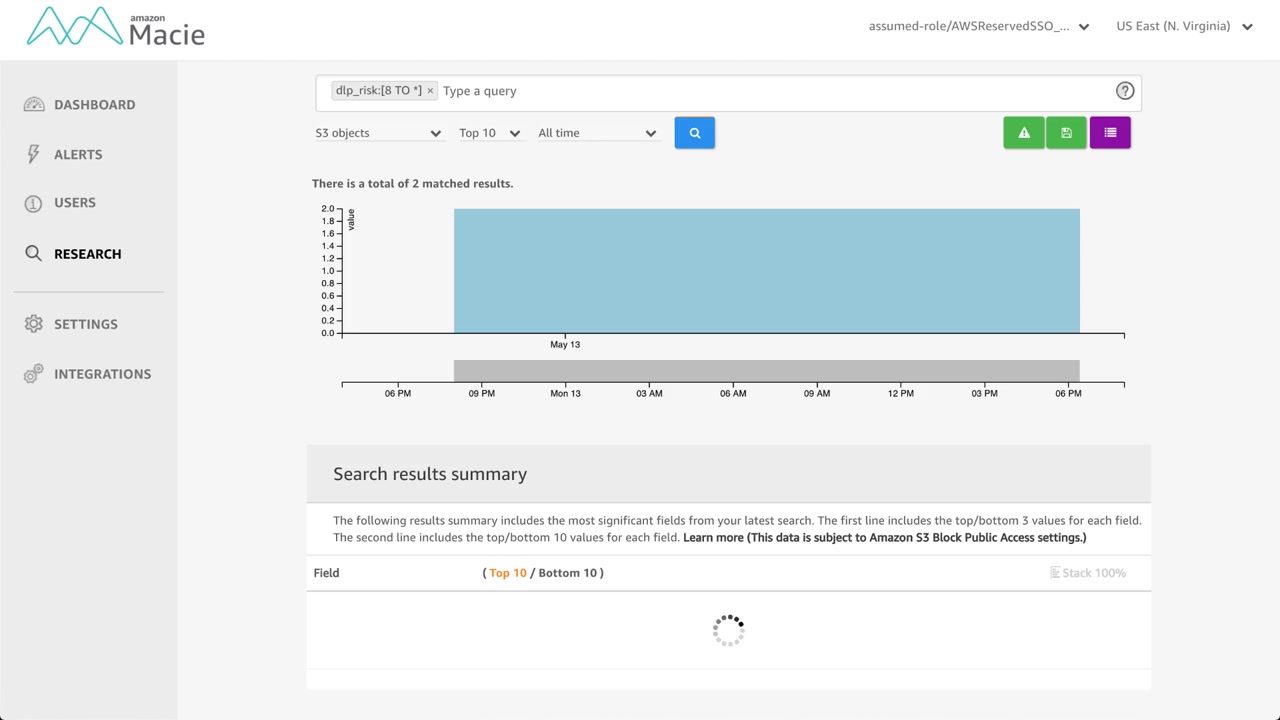 amazon
Macie
assumed-role/AWSReservedSSO_...
US East (N. Virginia)
DASHBOARD
ALERTS
USERS
RESEARCH
SETTINGS
INTEGRATIONS
dlp_risk:[8 TO *] × Type a query
?
S3 objects
Top 10
All time
There is a total of 2 matched results.
value
2.0
1.8
1.6
1.4
1.2
1.0
0.8
0.6
0.4
0.2
0.0
May 13
06 PM 09 PM Mon 13 03 AM 06 AM 09 AM 12 PM 03 PM 06 PM
Search results summary
The following results summary includes the most significant fields from your latest search. The first line includes the top/bottom 3 values for each field.
The second line includes the top/bottom 10 values for each field. Learn more (This data is subject to Amazon S3 Block Public Access settings.)
Field ( Top 10 / Bottom 10 ) Stack 100%